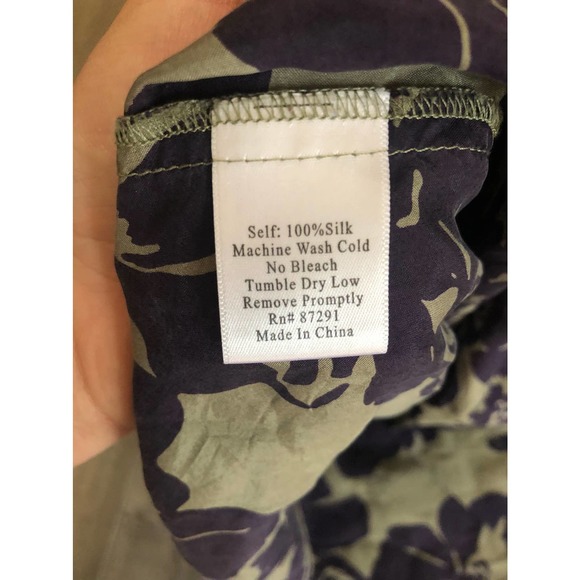 Self: 100%Silk
Machine Wash Cold
No Bleach
Tumble Dry Low
Remove Promptly
Rn# 87291
Made In China